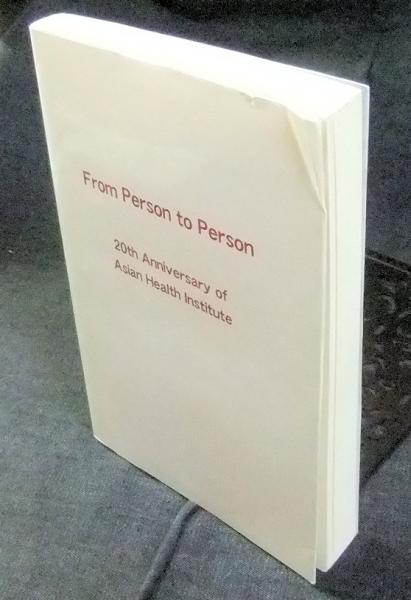 From Person to Person
20th Anniversary of
Asian Health Institute